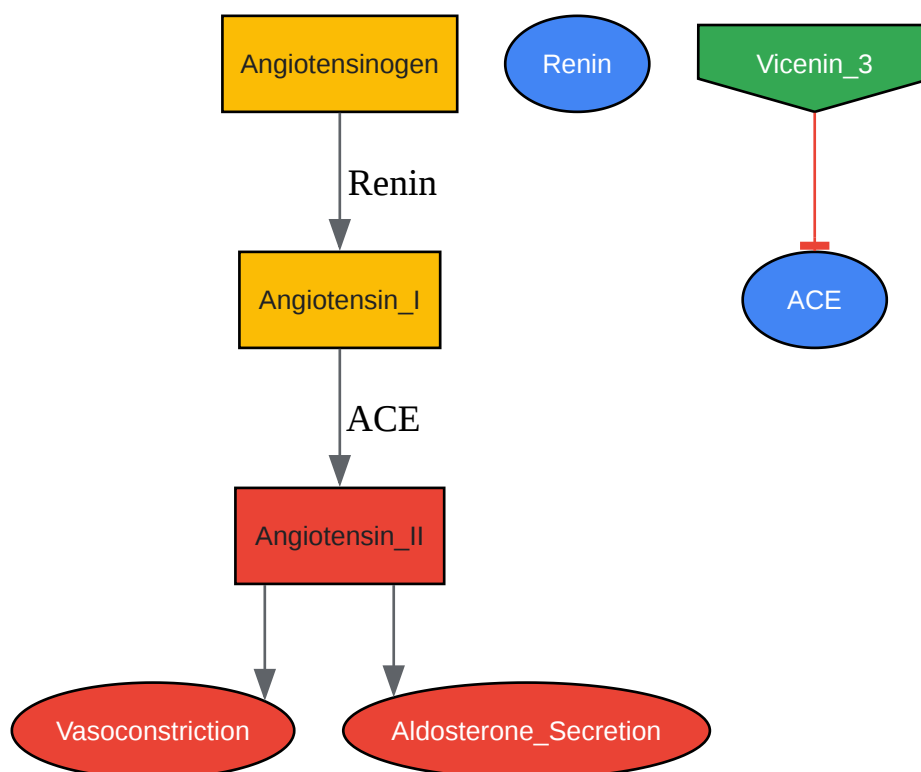 Angiotensinogen
Renin
Vicenin_3
Renin
Angiotensin_I
ACE
ACE
Angiotensin_II
Vasoconstriction
Aldosterone_Secretion